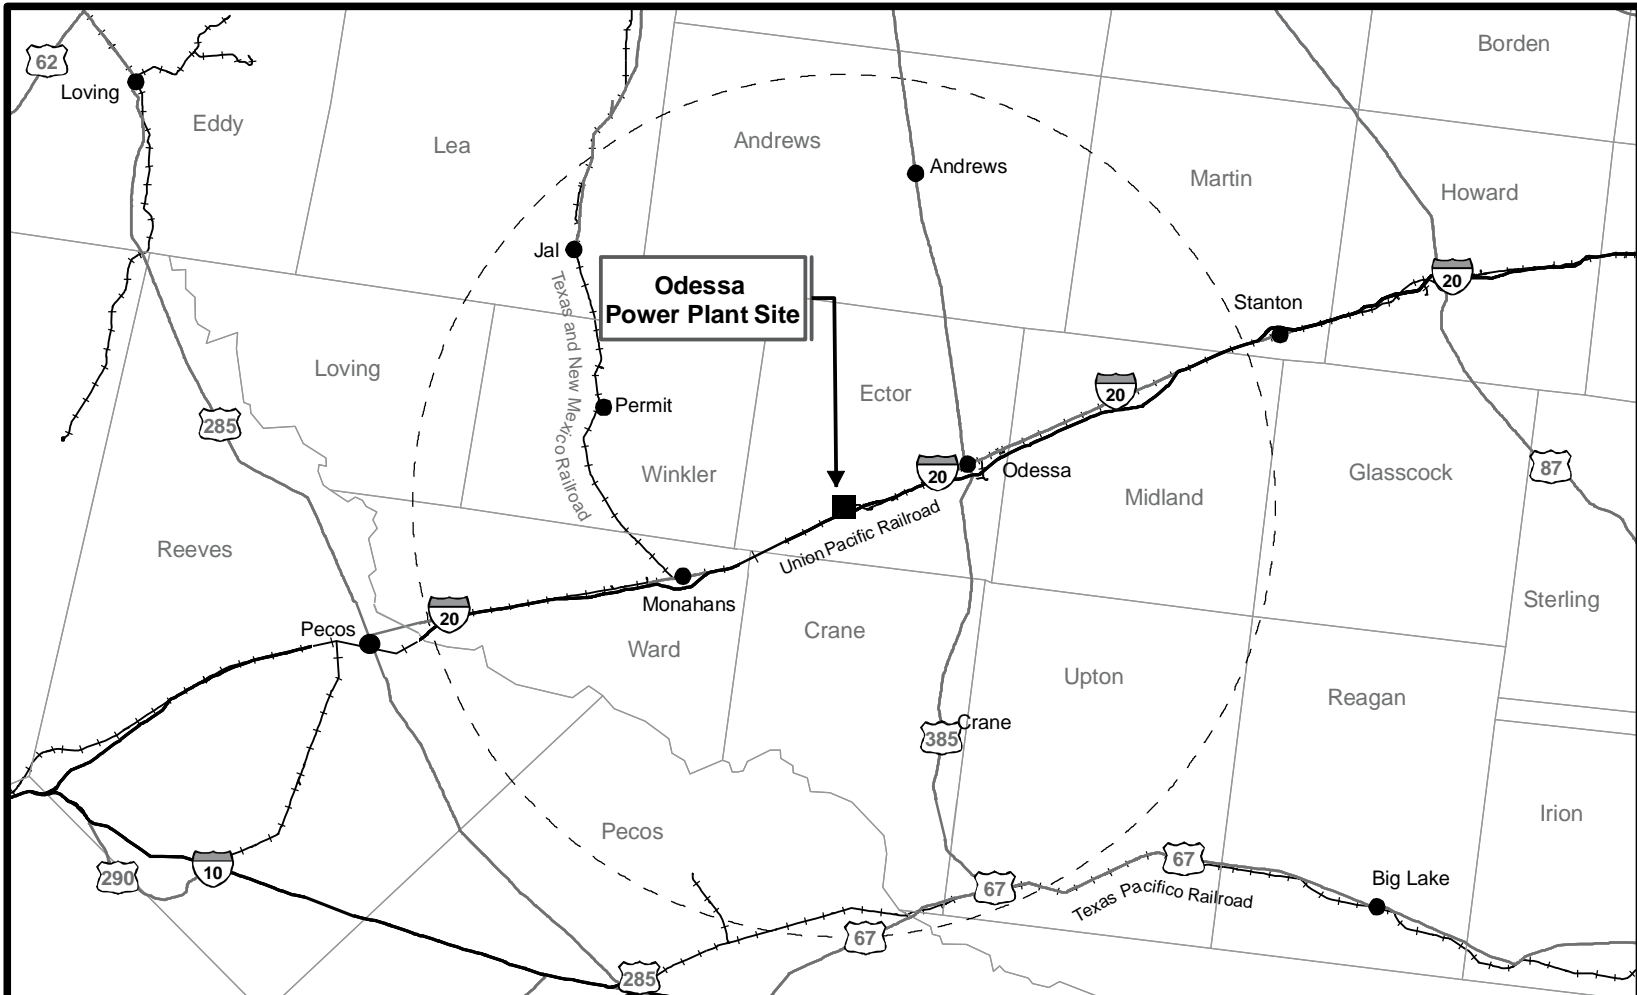 Borden
62
Loving
Eddy
Lea
Andrews
Andrews
Martin
Howard
Jal
Odessa
Power Plant Site
20
Stanton
Texas and New Mexico Railroad
Loving
Permit
Ector
20
285
Winkler
20
Odessa
Midland
Glasscock
87
Union Pacific Railroad
Reeves
Monahans
20
Pecos
Ward
Crane
Sterling
Upton
Reagan
Crane
385
Pecos
Irion
290
10
67
67
Texas Pacifico Railroad
Big Lake
67
285